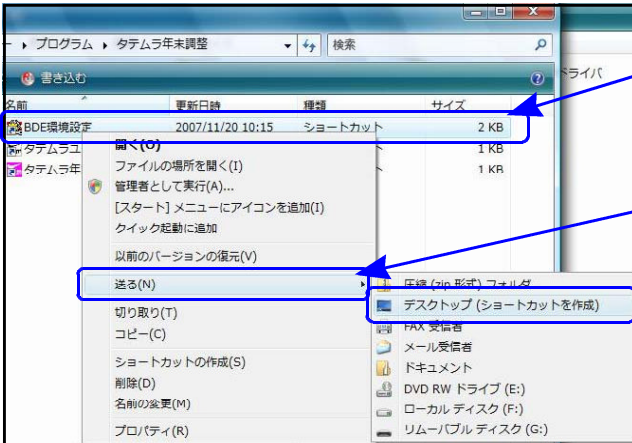 プログラム ▸ タテムラ年末調整
検索
書き込む
ドライバ
名前 更新日時 種類 サイズ
BDE環境設定 2007/11/20 10:15 ショートカット 2 KB
タテムラユ 1 KB
タテムラ年 1 KB
開く(O)
ファイルの場所を開く(I)
管理者として実行(A)...
[スタート] メニューにアイコンを追加(I)
クイック起動に追加
以前のバージョンの復元(V)
送る(N)
切り取り(T)
コピー(C)
ショートカットの作成(S)
削除(D)
名前の変更(M)
プロパティ(R)
圧縮 (zip 形式) フォルダ
デスクトップ (ショートカットを作成)
FAX 受信者
メール受信者
ドキュメント
DVD RW ドライブ (E:)
ローカル ディスク (F:)
リムーバブル ディスク (G:)